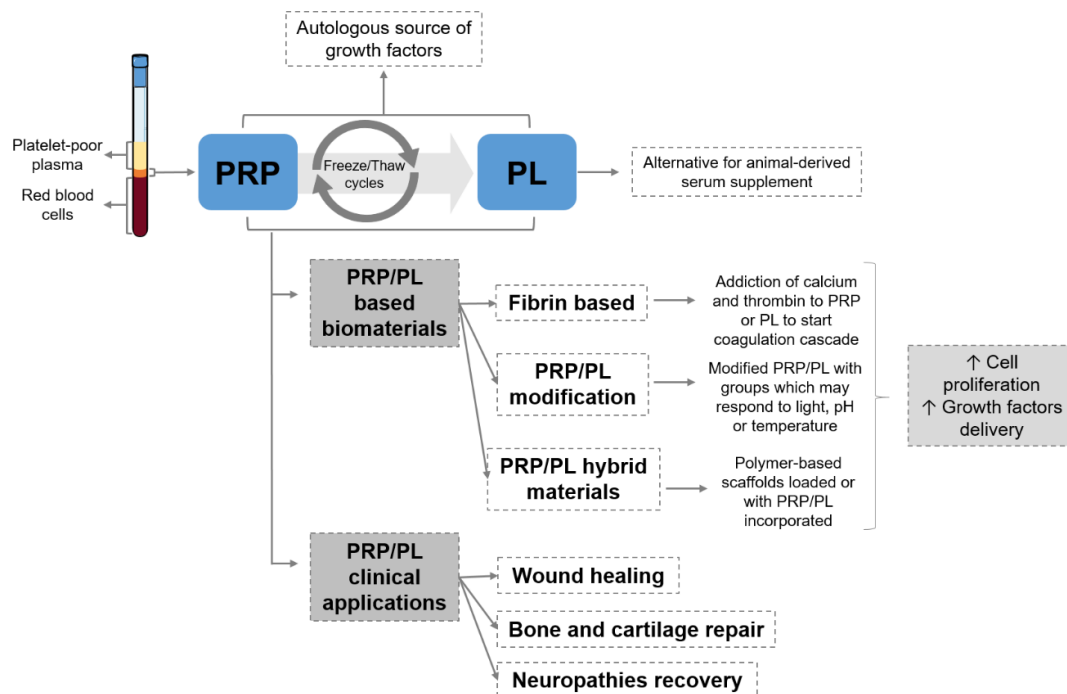 Autologous source of
growth factors
Platelet-poor
plasma
Red blood
cells
PRP
Freeze/Thaw
cycles
PL
Alternative for animal-derived
serum supplement
PRP/PL
based
biomaterials
Fibrin based
Addiction of calcium
and thrombin to PRP
or PL to start
coagulation cascade
PRP/PL
modification
Modified PRP/PL with
groups which may
respond to light, pH
or temperature
PRP/PL hybrid
materials
Polymer-based
scaffolds loaded or
with PRP/PL
incorporated
↑ Cell
proliferation
↑ Growth factors
delivery
PRP/PL
clinical
applications
Wound healing
Bone and cartilage repair
Neuropathies recovery